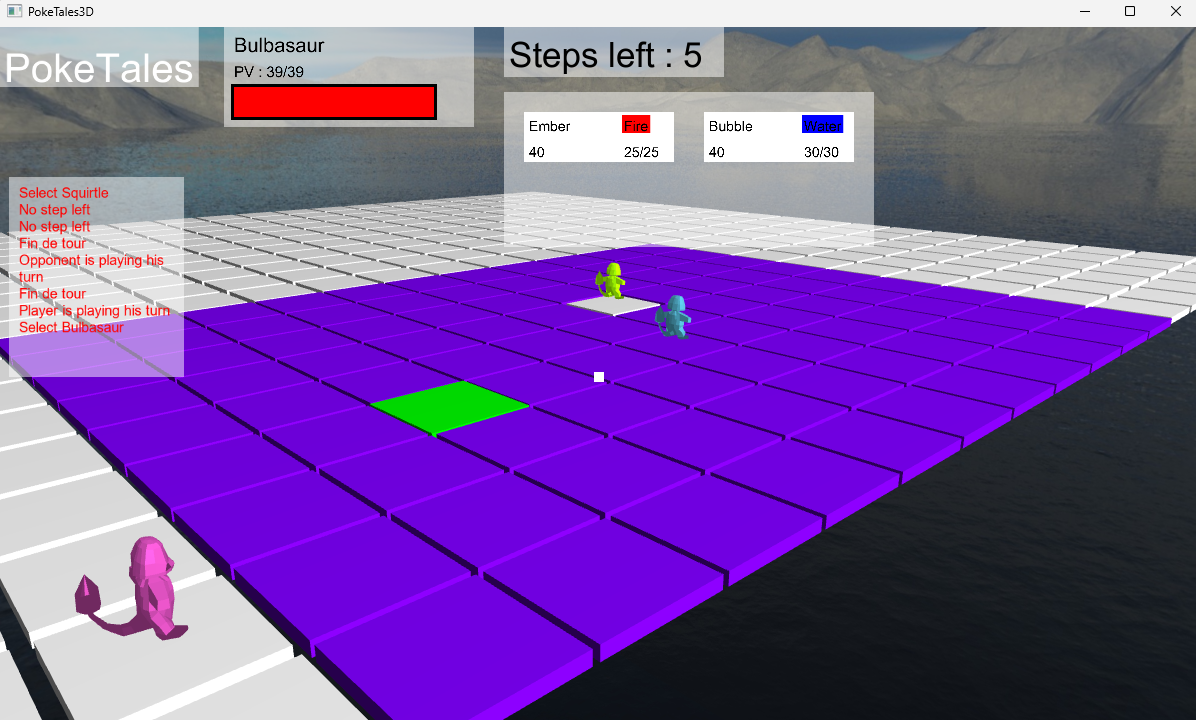 PokeTales3D
PokeTales
Bulbasaur
PV : 39/39
Steps left : 5
Ember Fire
40 25/25
Bubble Water
40 30/30
Select Squirtle
No step left
No step left
Fin de tour
Opponent is playing his
turn
Fin de tour
Player is playing his turn
Select Bulbasaur